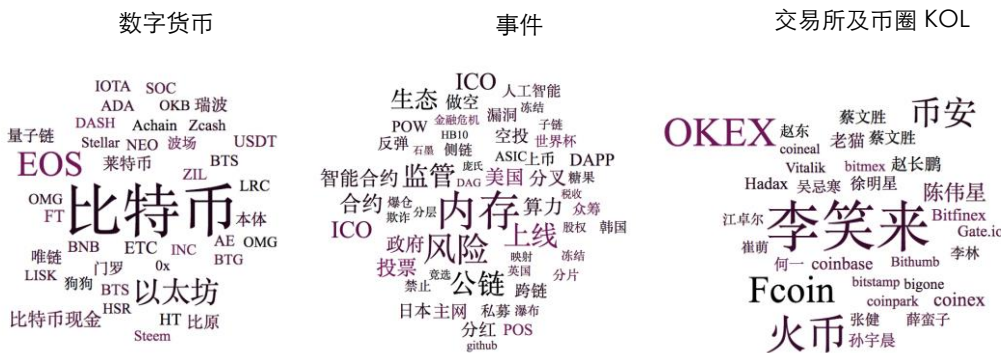 数字货币
IOTA SOC
ADA OKB 瑞波
DASH Achain Zcash
量子链 Stellar NEO 波场 USDT
EOS 莱特币 BTS
ZIL
OMG 比特币 LRC
FT 本体
BNB ETC INC AE OMG
唯链 BTG
LISK 狗狗 门罗 0x
BTS 以太坊
HSR
比特币现金 HT 比原
Steem
事件
ICO 人工智能
生态 做空 冻结
POW 金融危机 漏洞 子链
HB10 空投 世界杯
反弹 石墨 侧链
庞氏 ASIC 上币 DAPP
智能合约 监管 DAG 美国 分叉 糖果
税收
合约 爆仓 内存 算力 众筹
欺诈 分层
ICO 上线 股权 韩国
政府 风险 映射 冻结
投票 竞选 英国 分片
禁止 公链 跨链
日本 主网 私募 瀑布
分红 POS
github
交易所及币圈 KOL
OKEX 赵东 蔡文胜 币安
coineal 老猫 蔡文胜
Vitalik bitmex 赵长鹏
Hadax 吴忌寒 徐明星 陈伟星
江卓尔 李笑来 Bitfinex
Gate.io
崔萌 李林
何一 coinbase Bithumb
Fcoin bitstamp bigone
coinpark coinex
火币 张健 薛蛮子
孙宇晨